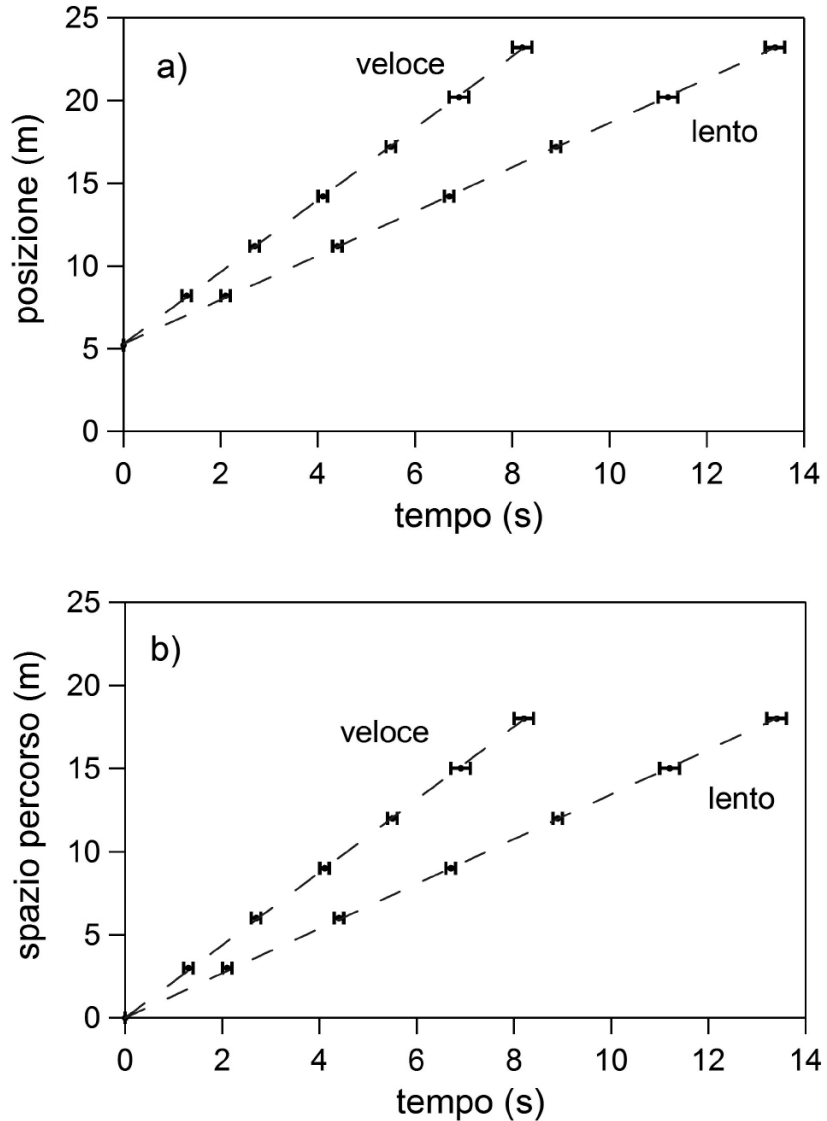 a)
veloce
lento
posizione (m)
25
20
15
10
5
0
0 2 4 6 8 10 12 14
tempo (s)
b)
veloce
lento
spazio percorso (m)
25
20
15
10
5
0
0 2 4 6 8 10 12 14
tempo (s)